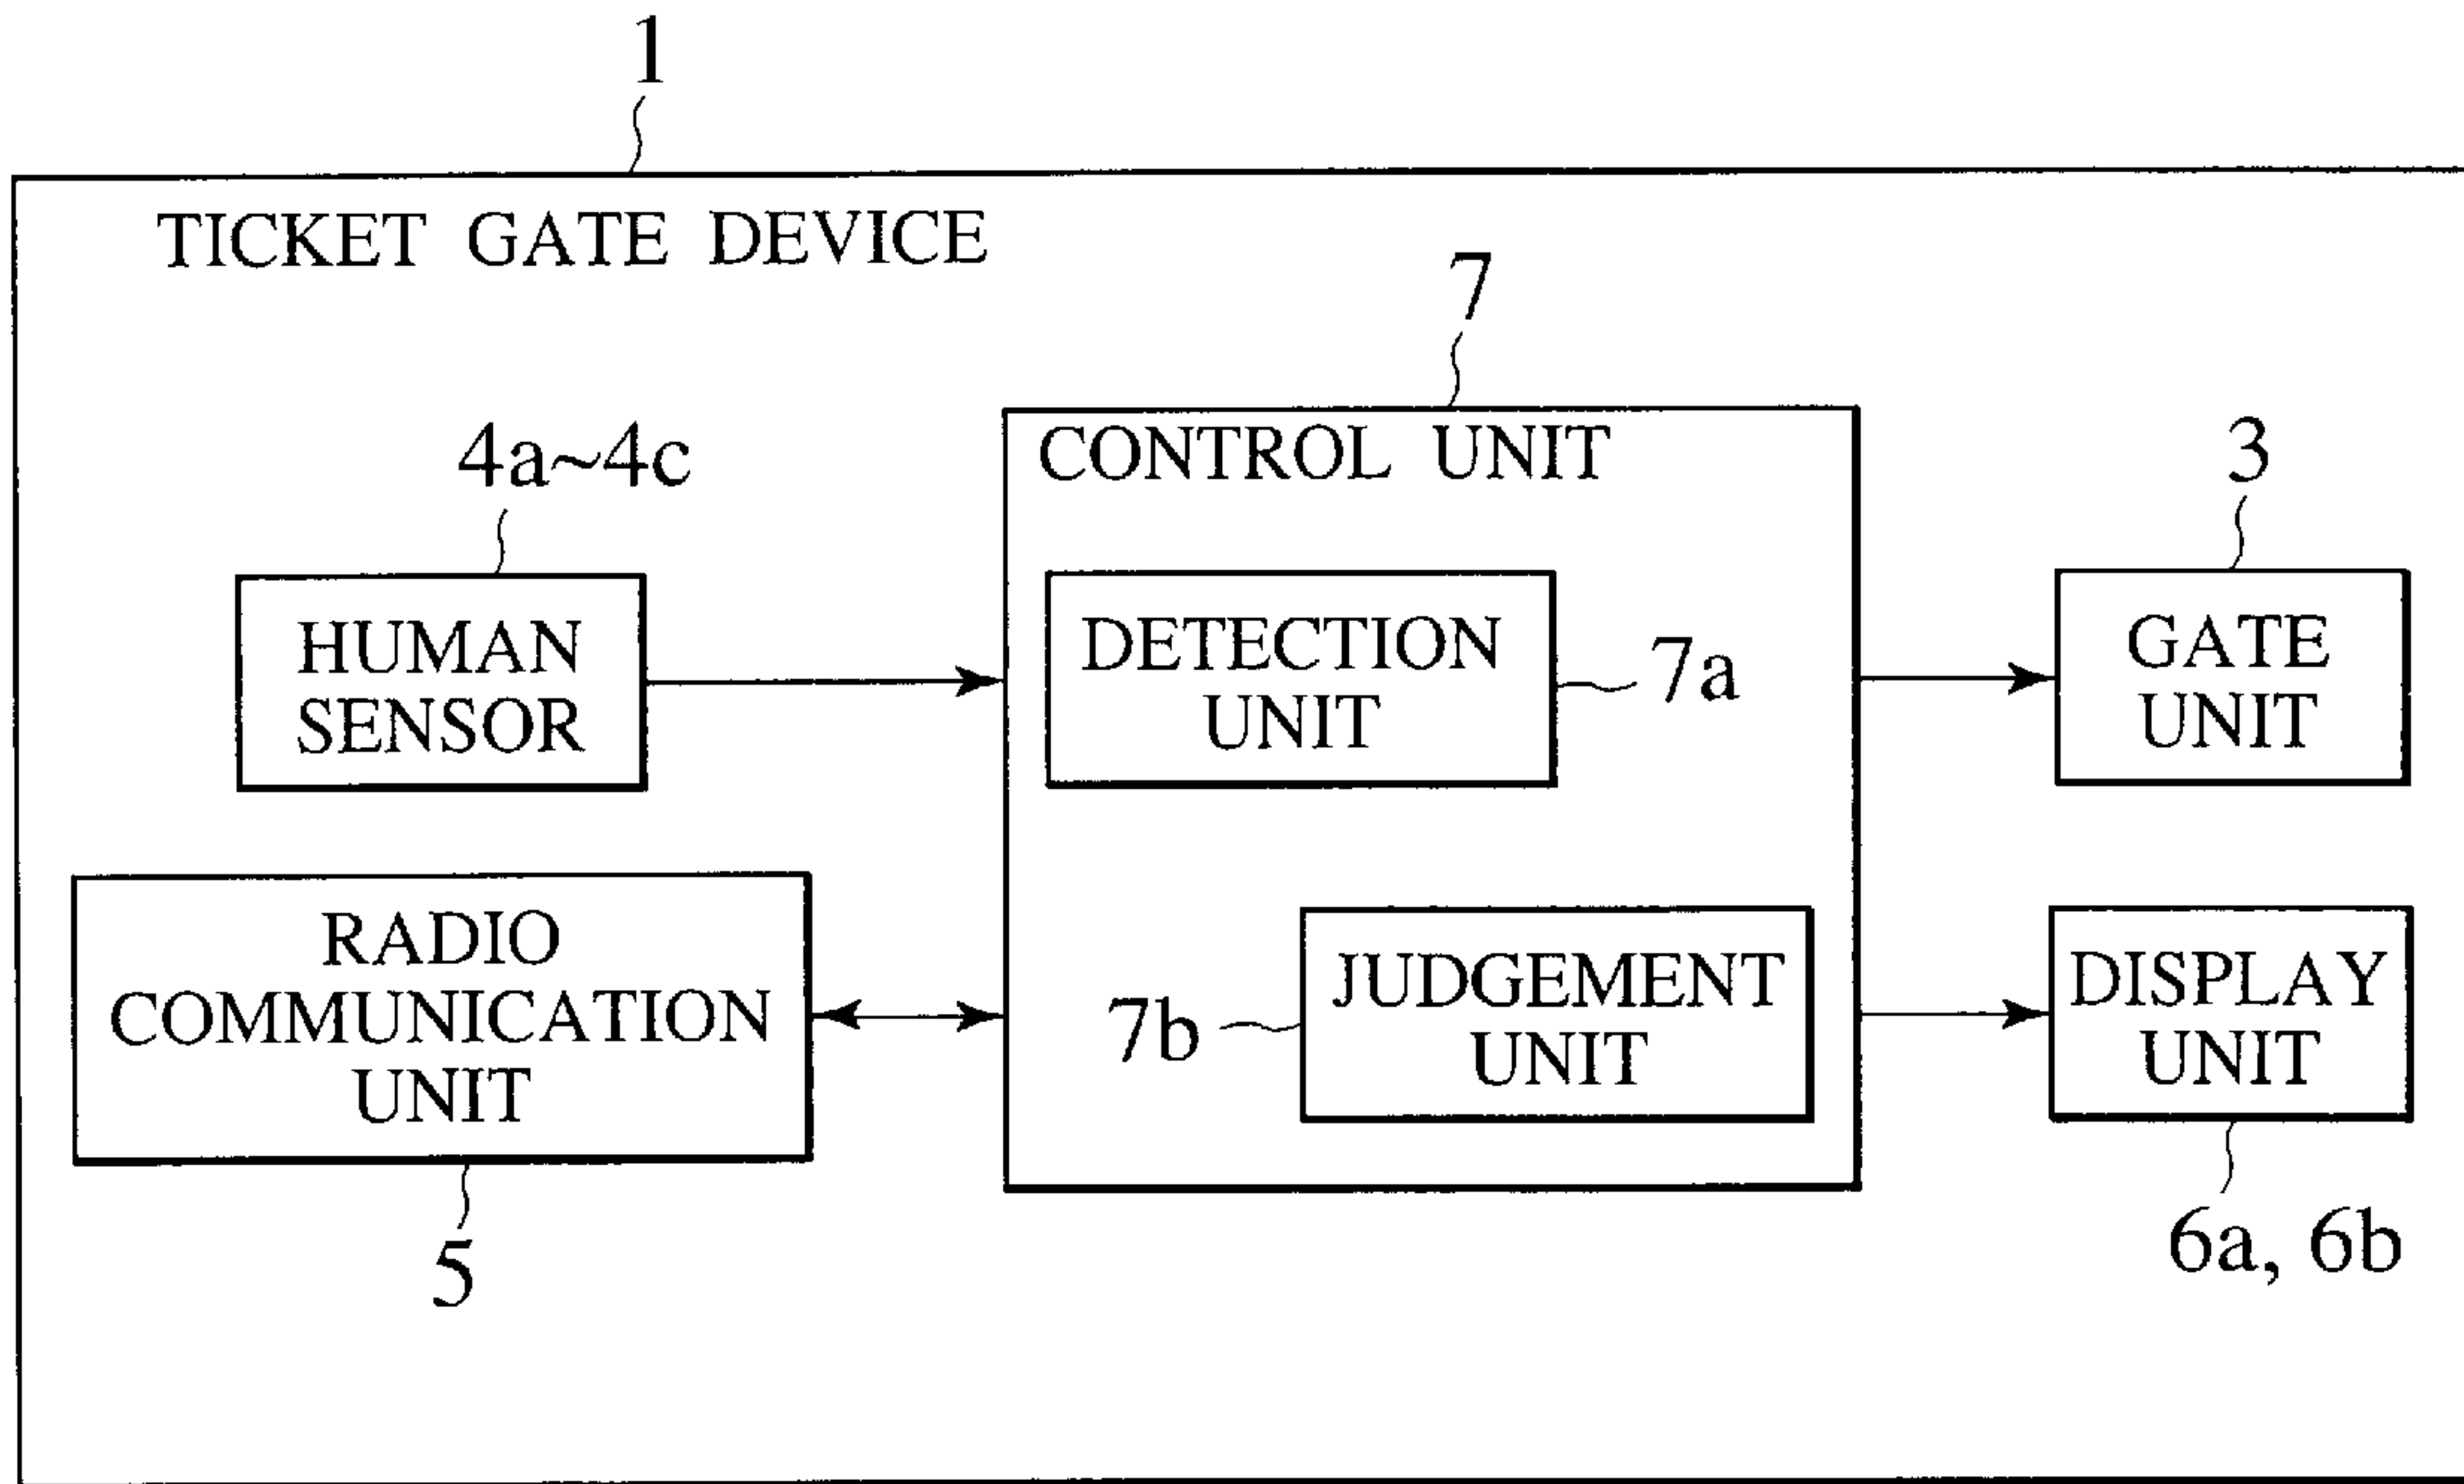 1
TICKET GATE DEVICE
7
4a~4c
CONTROL UNIT
3
HUMAN
SENSOR
DETECTION
UNIT
7a
GATE
UNIT
RADIO
COMMUNICATION
UNIT
7b
JUDGEMENT
UNIT
DISPLAY
UNIT
5
6a, 6b